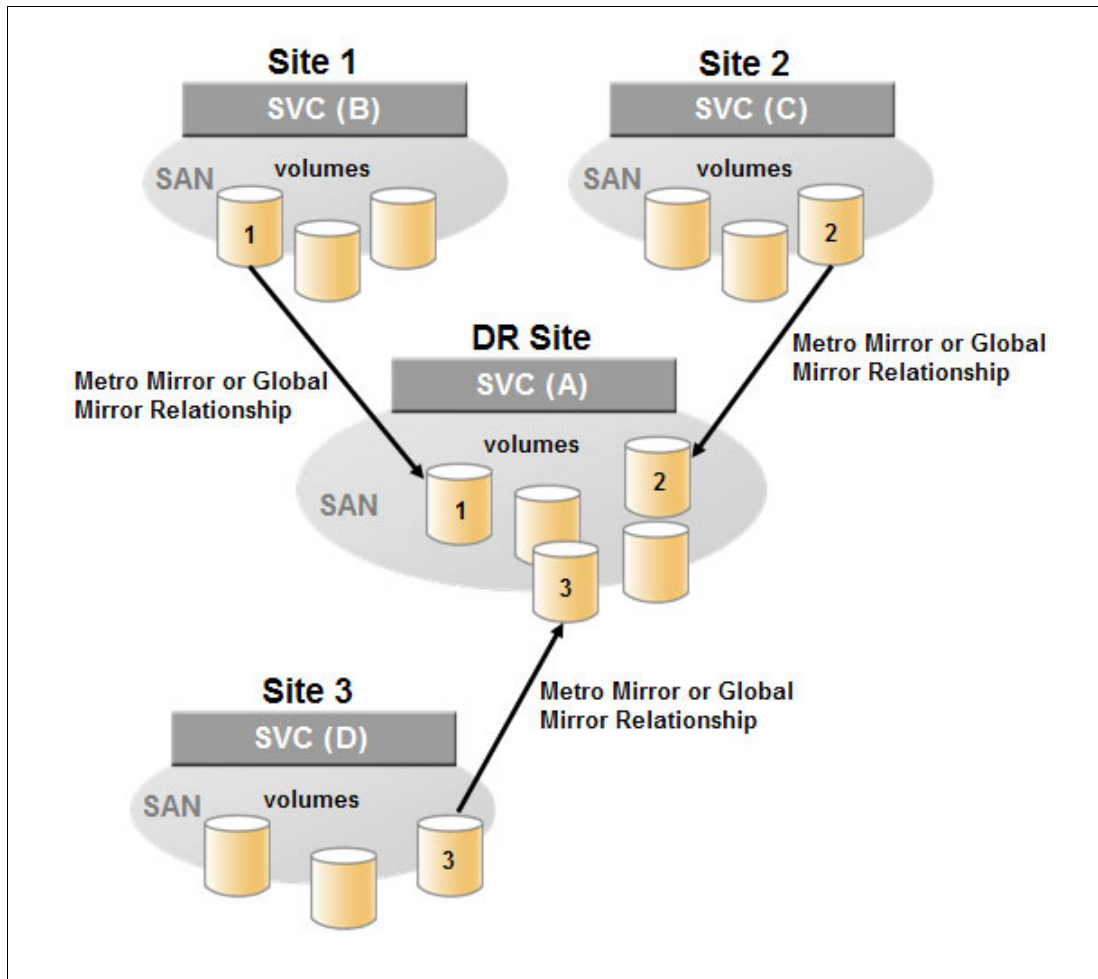 Site 1
SVC (B)
SAN
volumes
1
Site 2
SVC (C)
SAN
volumes
2
Metro Mirror or Global
Mirror Relationship
DR Site
SVC (A)
Metro Mirror or Global
Mirror Relationship
volumes
SAN
1
2
3
Site 3
SVC (D)
SAN
volumes
3
Metro Mirror or Global
Mirror Relationship